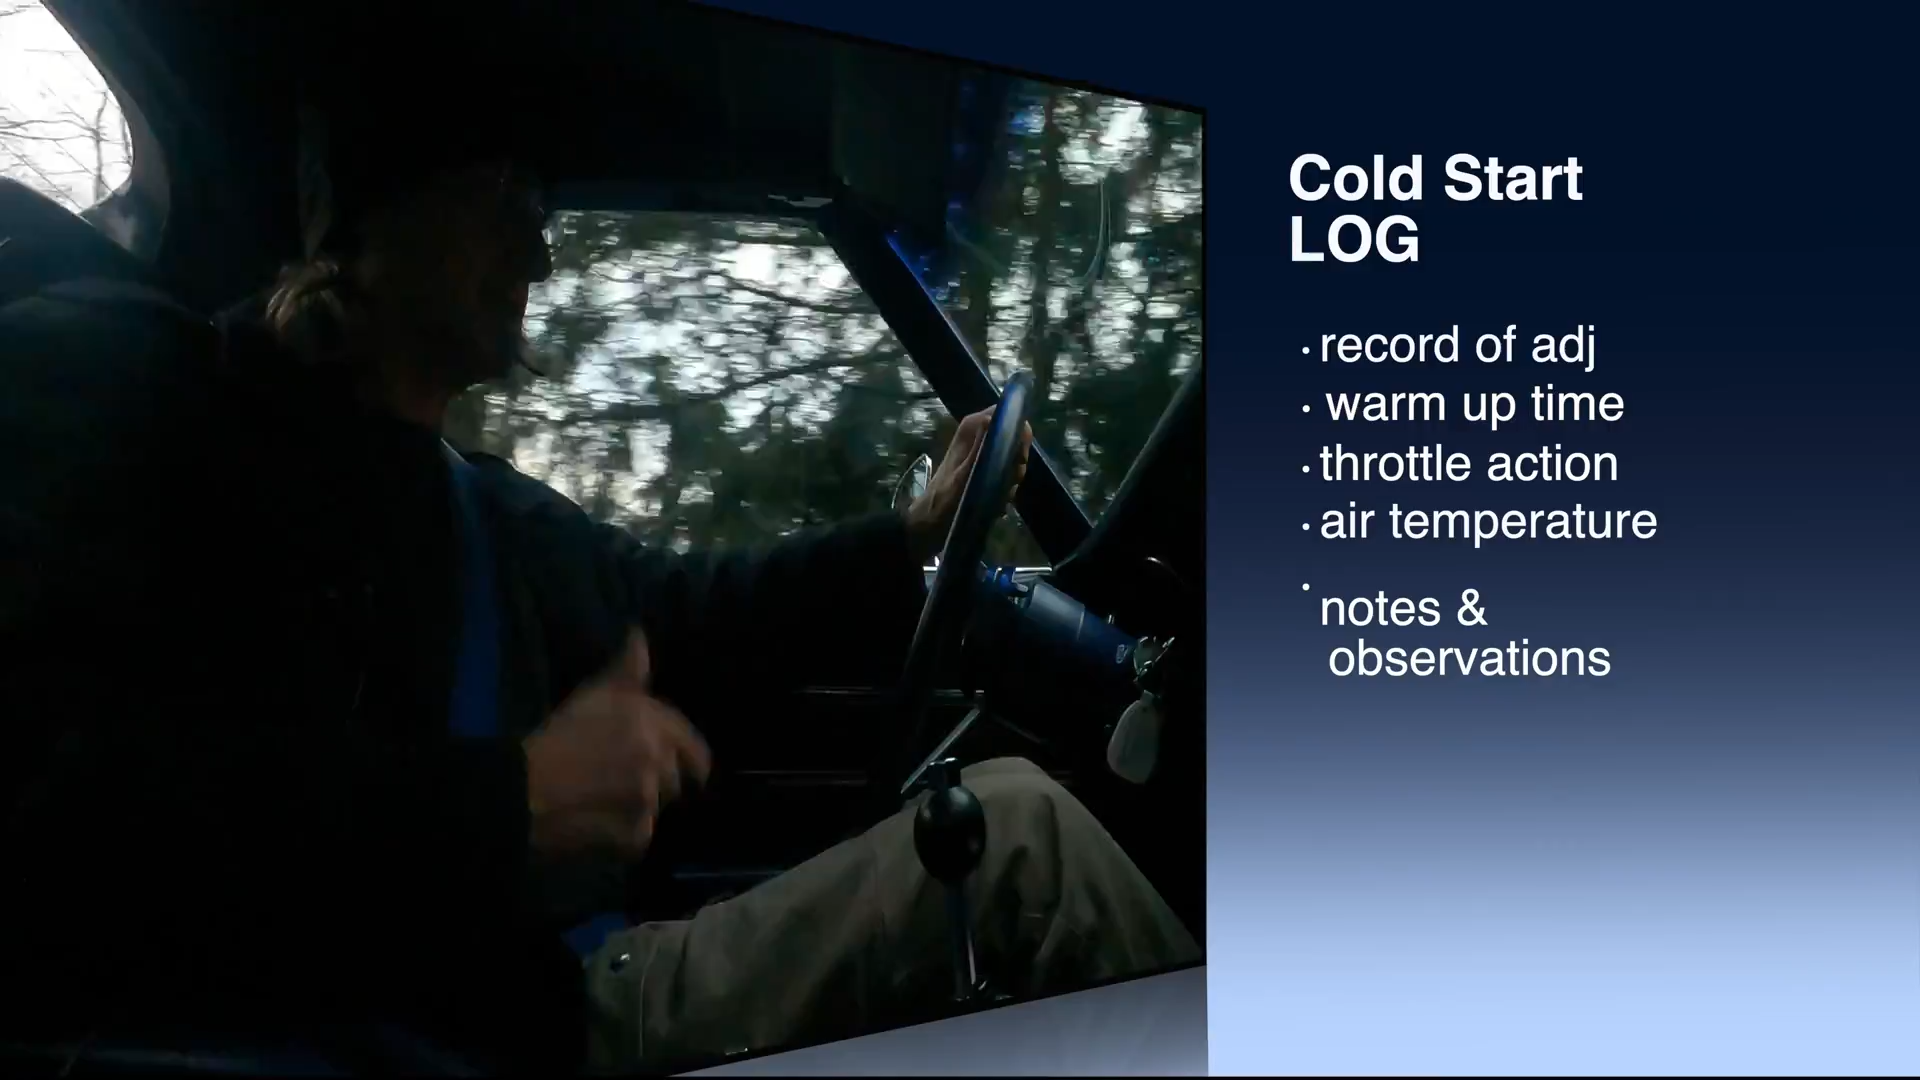 Cold Start
LOG
· record of adj
· warm up time
· throttle action
· air temperature
· notes &
observations